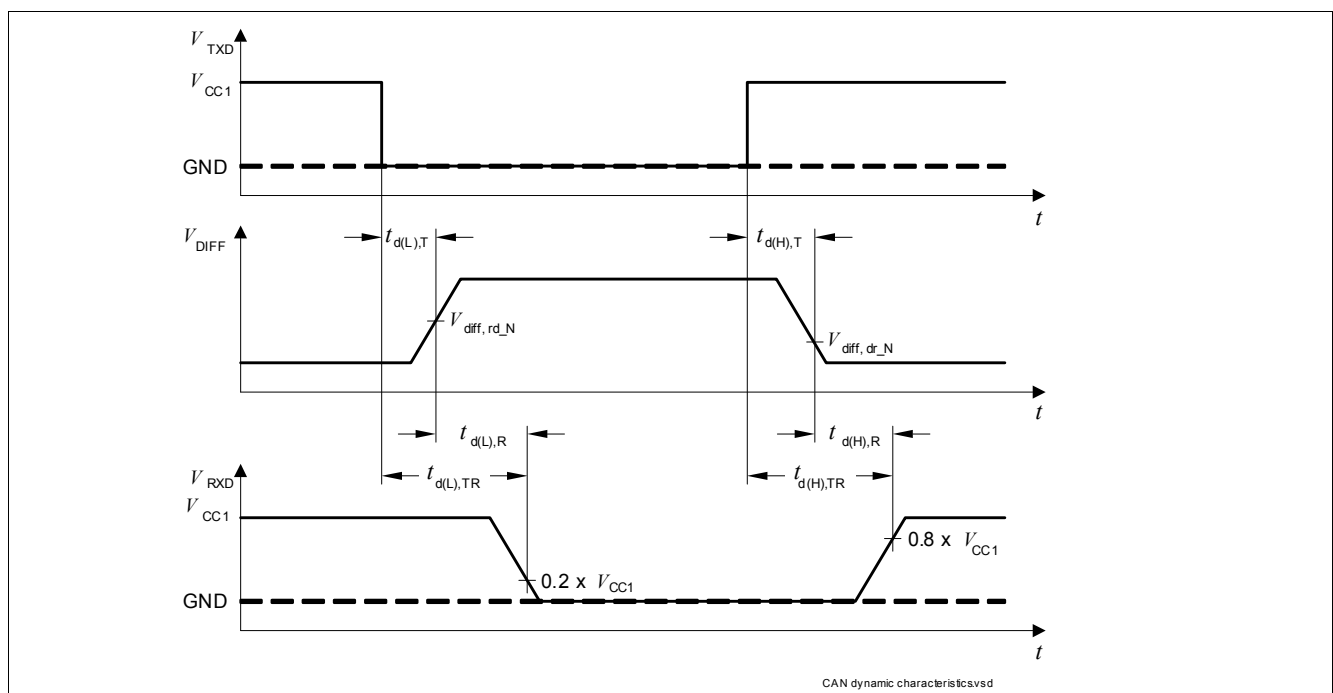 V TXD
V CC1
GND
t
V DIFF
t d(L),T
t d(H),T
V diff, rd_N
V diff, dr_N
t
t d(L),R
t d(H),R
t d(L),TR
t d(H),TR
V RXD
V CC1
0.8 x V CC1
0.2 x V CC1
GND
t
CAN dynamic characteristics.vsd